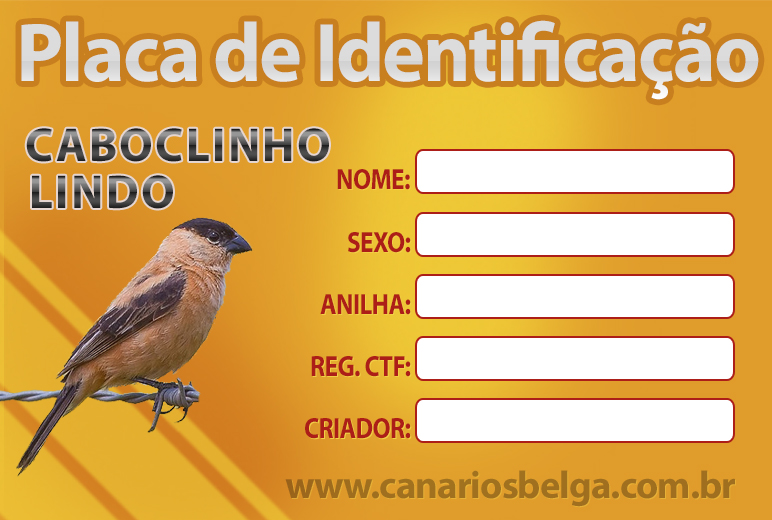 Placa de Identificação
CABOCLINHO
LINDO
NOME:
SEXO:
ANILHA:
REG. CTF:
CRIADOR:
www.canariosbelga.com.br